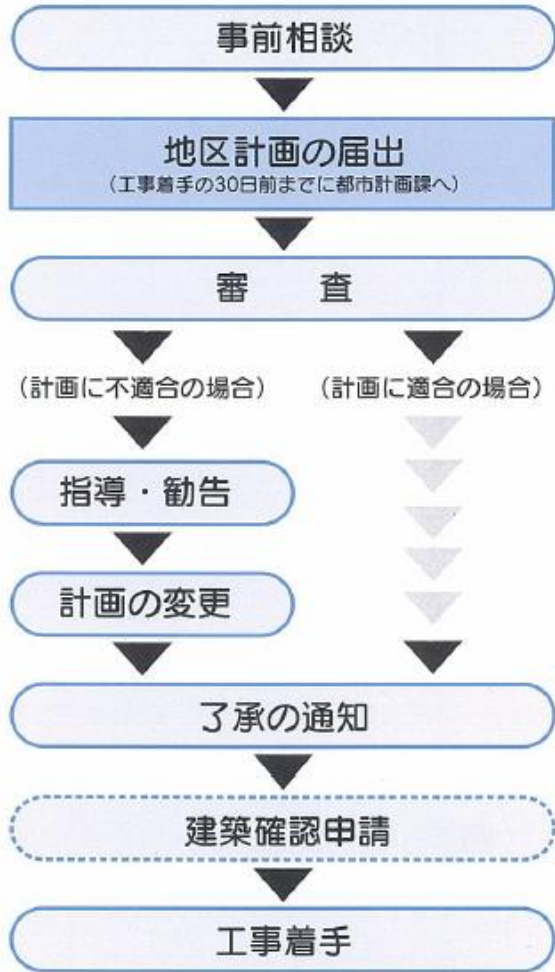 事前相談
地区計画の届出
(工事着手の30日前までに都市計画課へ)
審　査
(計画に不適合の場合)
(計画に適合の場合)
指導・勧告
計画の変更
了承の通知
建築確認申請
工事着手